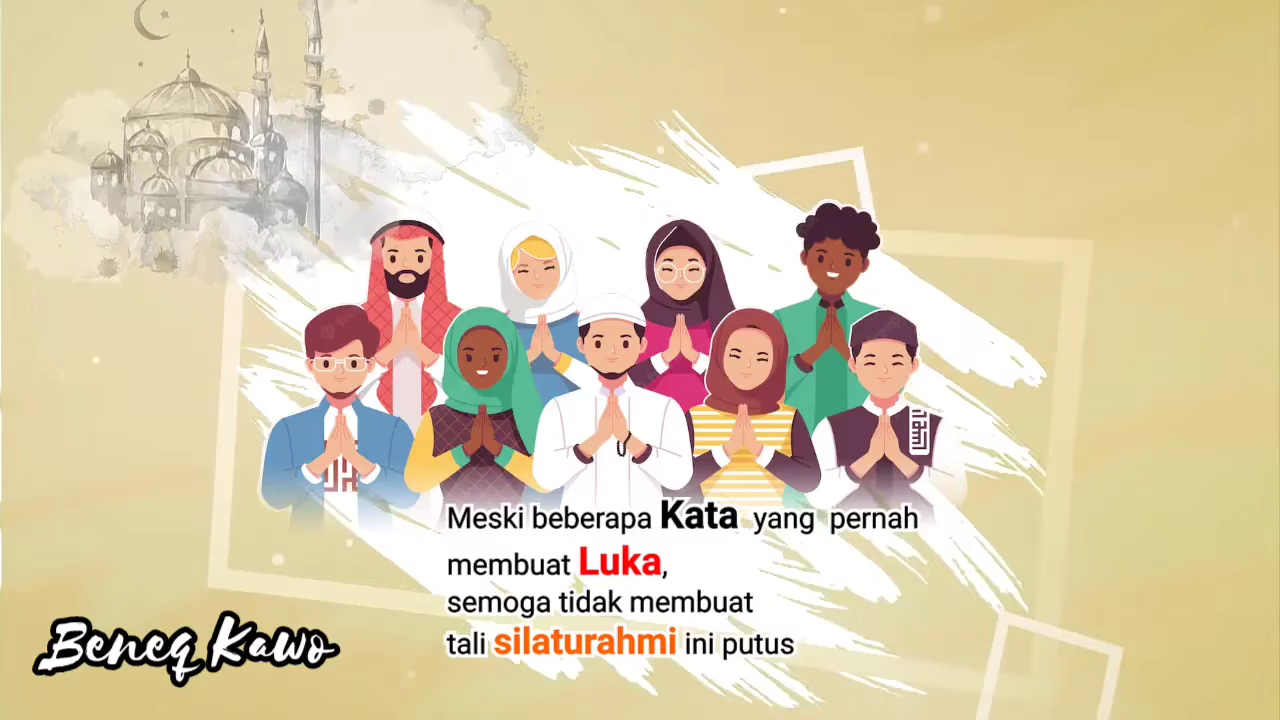 Meski beberapa Kata yang pernah
membuat Luka,
semoga tidak membuat
tali silaturahmi ini putus
Beneq Kawo